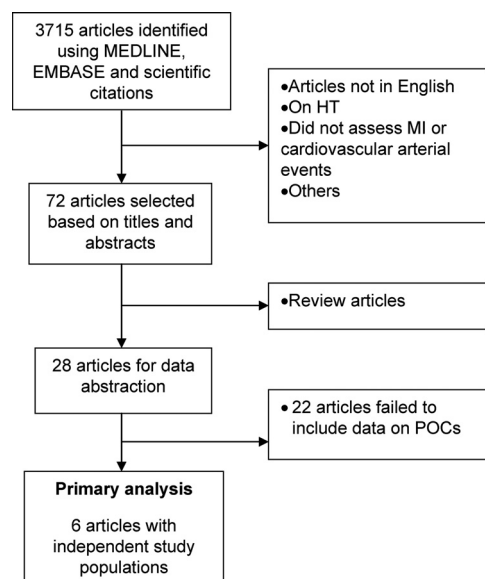 3715 articles identified
using MEDLINE,
EMBASE and scientific
citations
•Articles not in English
•On HT
•Did not assess MI or
cardiovascular arterial
events
•Others
72 articles selected
based on titles and
abstracts
•Review articles
28 articles for data
abstraction
• 22 articles failed to
include data on POCs
Primary analysis
6 articles with
independent study
populations